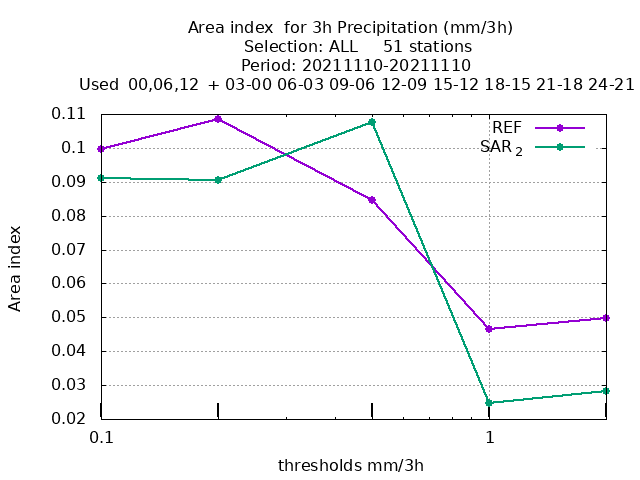 Area index  for 3h Precipitation (mm/3h)
Selection: ALL     51 stations
Period: 20211110-20211110
Used  00,06,12  + 03-00 06-03 09-06 12-09 15-12 18-15 21-18 24-21
0.11
REF
0.1
SAR 2
0.09
0.08
0.07
Area index
0.06
0.05
0.04
0.03
0.02
0.1
1
thresholds mm/3h